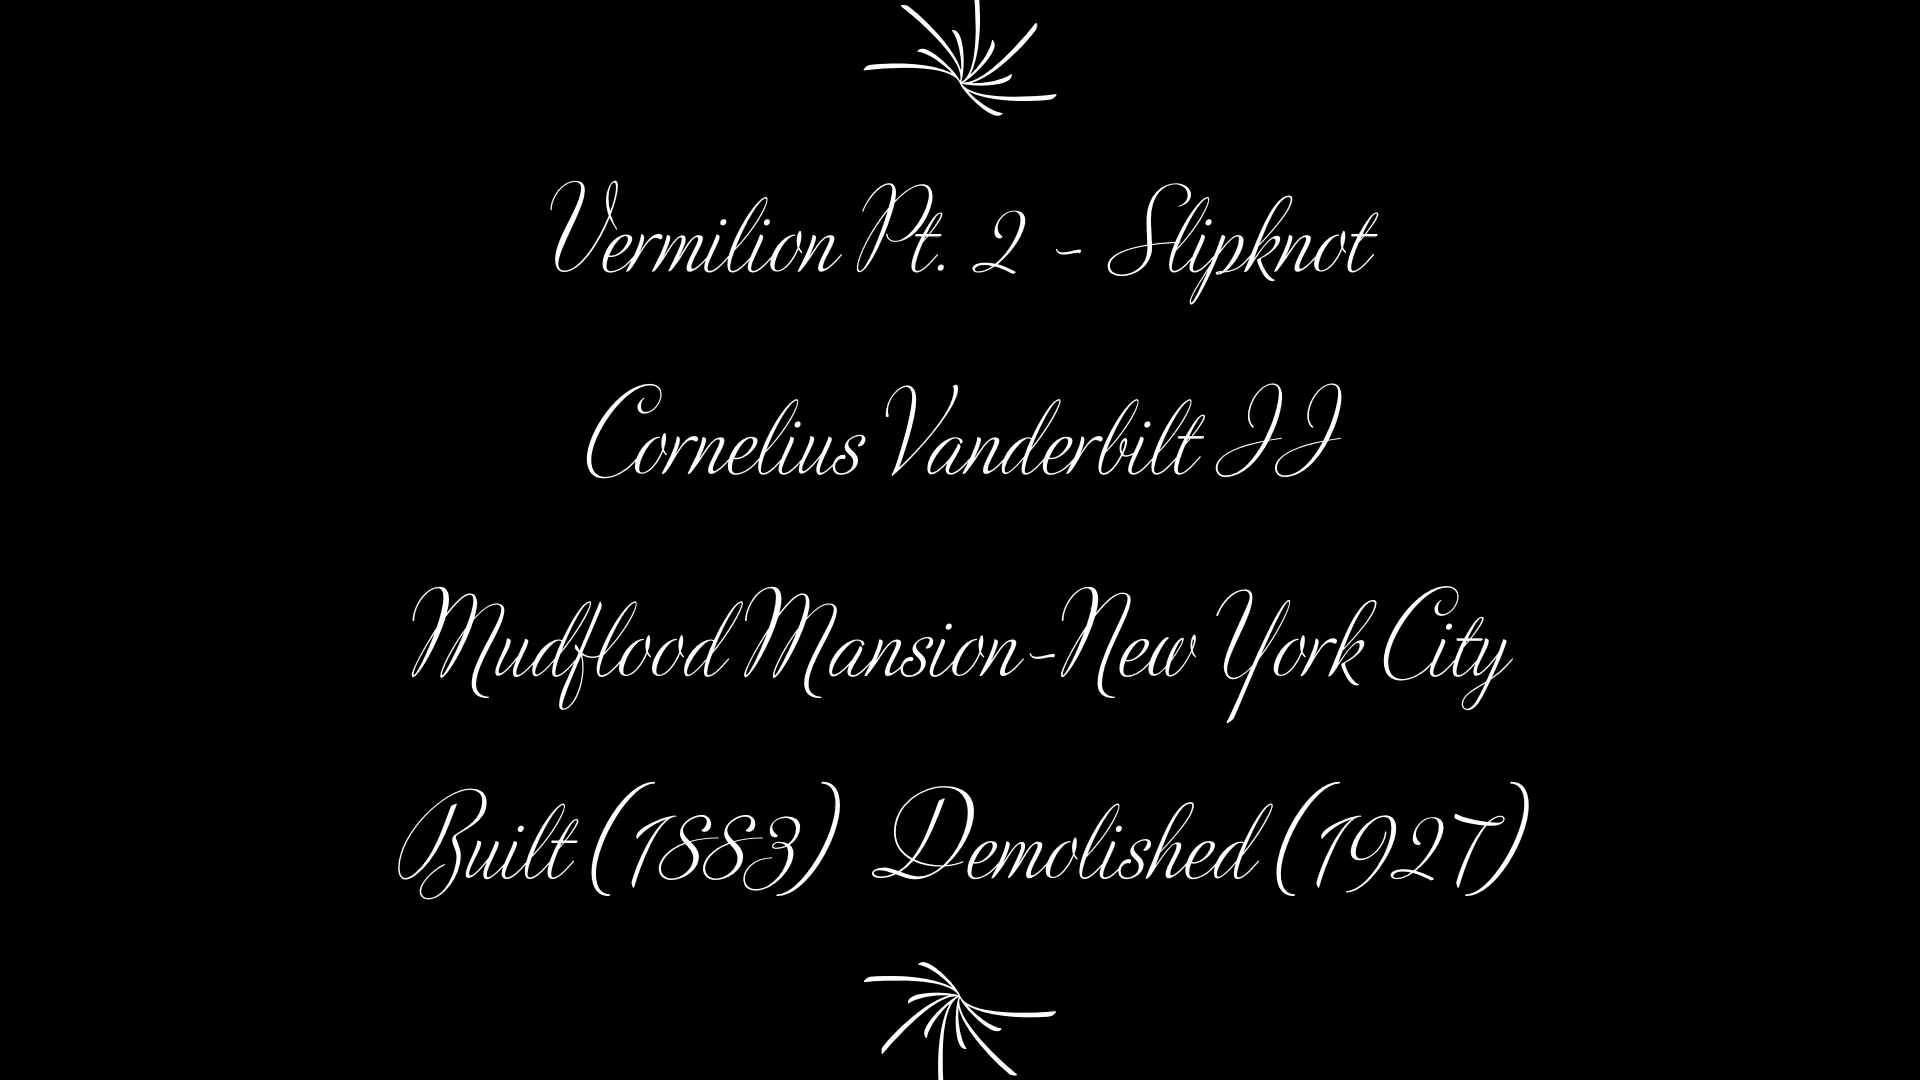 Vermilion Pt. 2 - Slipknot
Cornelius Vanderbilt II
Mudflood Mansion-New York City
Built (1883) Demolished (1927)